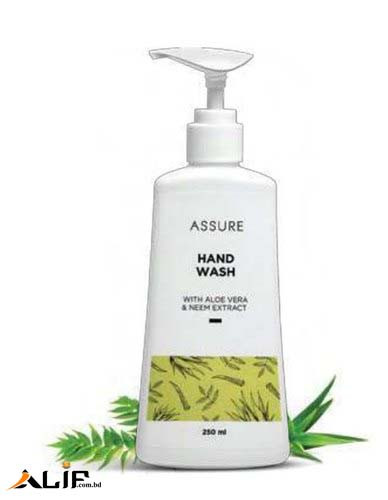 ASSURE
HAND
WASH
WITH ALOE VERA
& NEEM EXTRACT
250 ml
ALIF
.com.bd